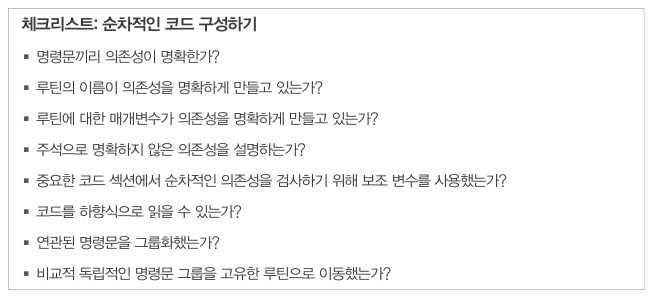 체크리스트: 순차적인 코드 구성하기
▪ 명령문끼리 의존성이 명확한가?
▪ 루틴의 이름이 의존성을 명확하게 만들고 있는가?
▪ 루틴에 대한 매개변수가 의존성을 명확하게 만들고 있는가?
▪ 주석으로 명확하지 않은 의존성을 설명하는가?
▪ 중요한 코드 섹션에서 순차적인 의존성을 검사하기 위해 보조 변수를 사용했는가?
▪ 코드를 하향식으로 읽을 수 있는가?
▪ 연관된 명령문을 그룹화했는가?
▪ 비교적 독립적인 명령문 그룹을 고유한 루틴으로 이동했는가?